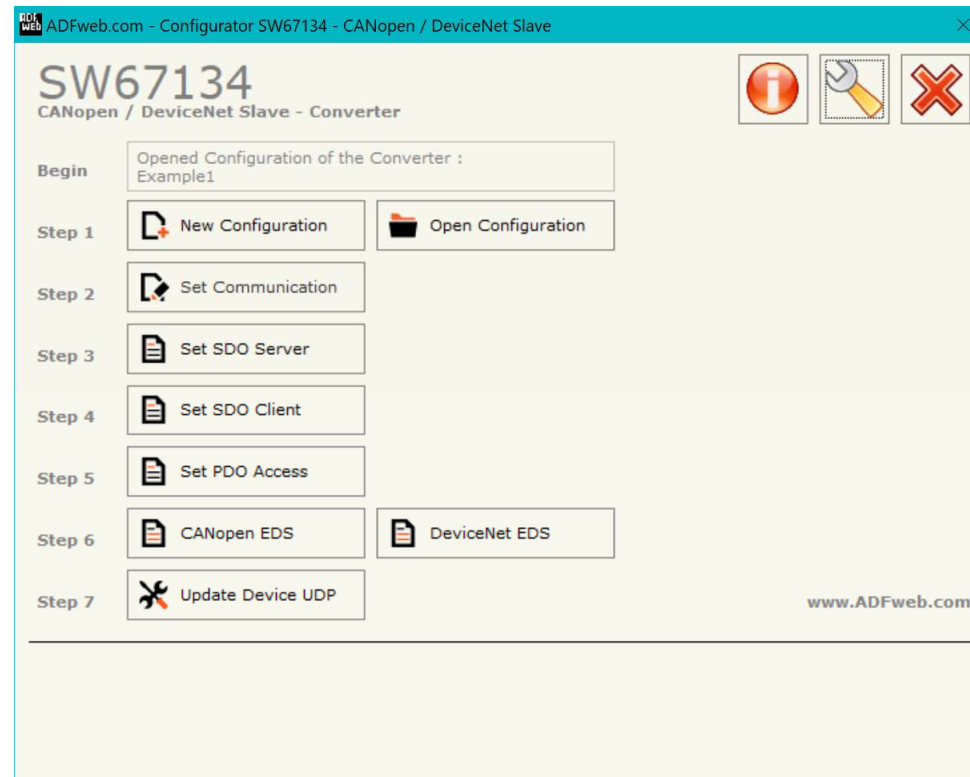 ADF web ADFweb.com - Configurator SW67134 - CANopen / DeviceNet Slave
SW67134
CANopen / DeviceNet Slave - Converter
Begin
Opened Configuration of the Converter :
Example1
Step 1
New Configuration
Open Configuration
Step 2
Set Communication
Step 3
Set SDO Server
Step 4
Set SDO Client
Step 5
Set PDO Access
Step 6
CANopen EDS
DeviceNet EDS
Step 7
Update Device UDP
www.ADFweb.com